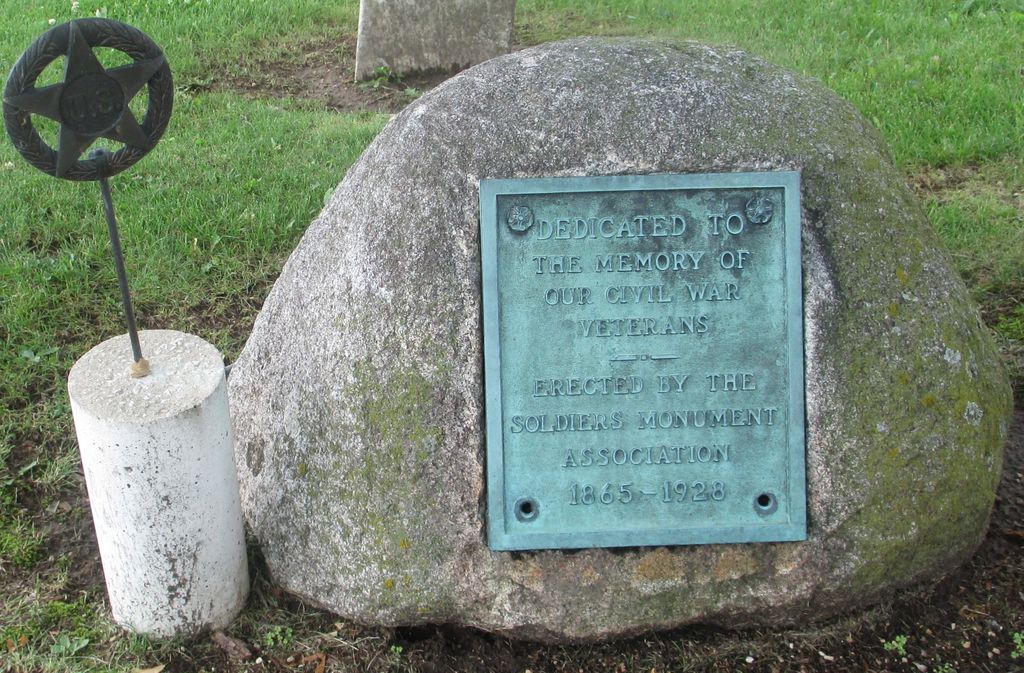 U.S
DEDICATED TO
THE MEMORY OF
OUR CIVIL WAR
VETERANS
ERECTED BY THE
SOLDIERS MONUMENT
ASSOCIATION
1865-1928